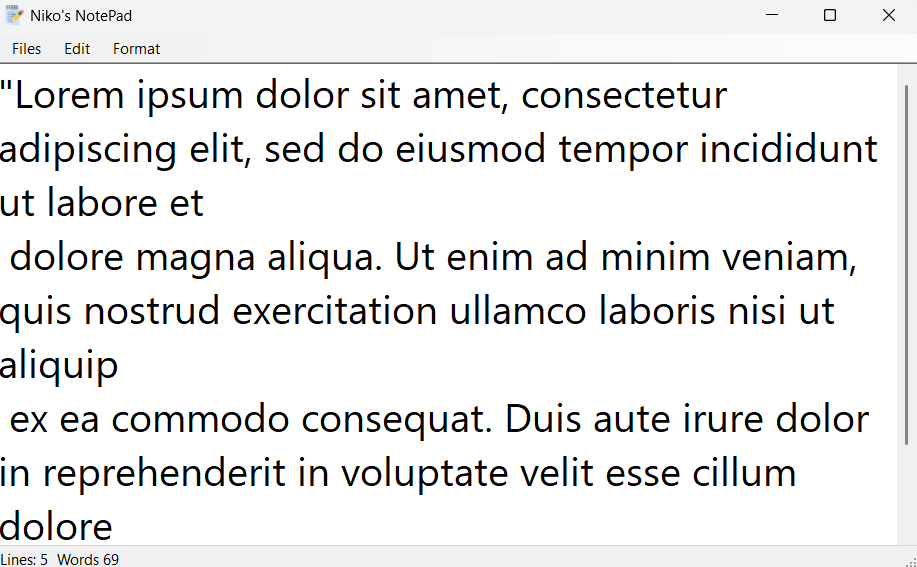 Niko's NotePad
Files Edit Format
"Lorem ipsum dolor sit amet, consectetur
adipiscing elit, sed do eiusmod tempor incididunt
ut labore et
dolore magna aliqua. Ut enim ad minim veniam,
quis nostrud exercitation ullamco laboris nisi ut
aliquip
ex ea commodo consequat. Duis aute irure dolor
in reprehenderit in voluptate velit esse cillum
dolore
Lines: 5 Words 69